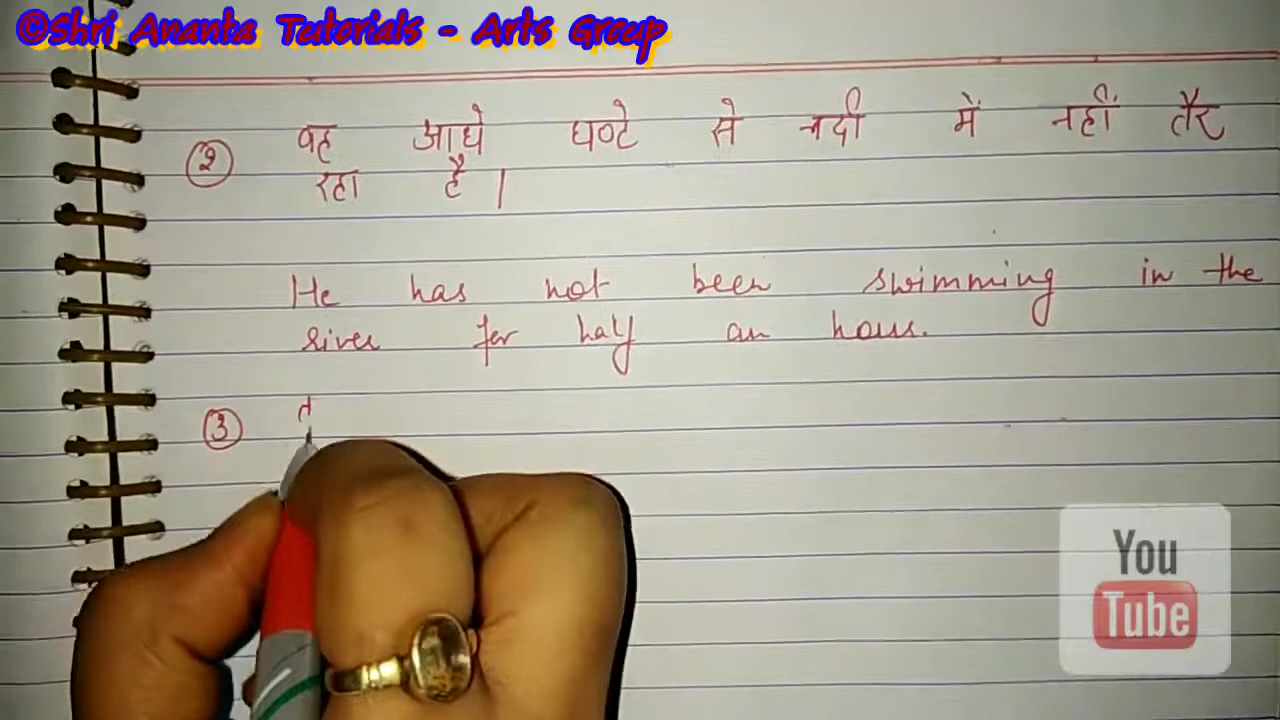 ©Shri Ananta Tutorials - Arts Group
② वह आधे घण्टे से नदी में नहीं तैर
रहा है।
He has not been swimming in the
river for half an hour.
③
You
Tube